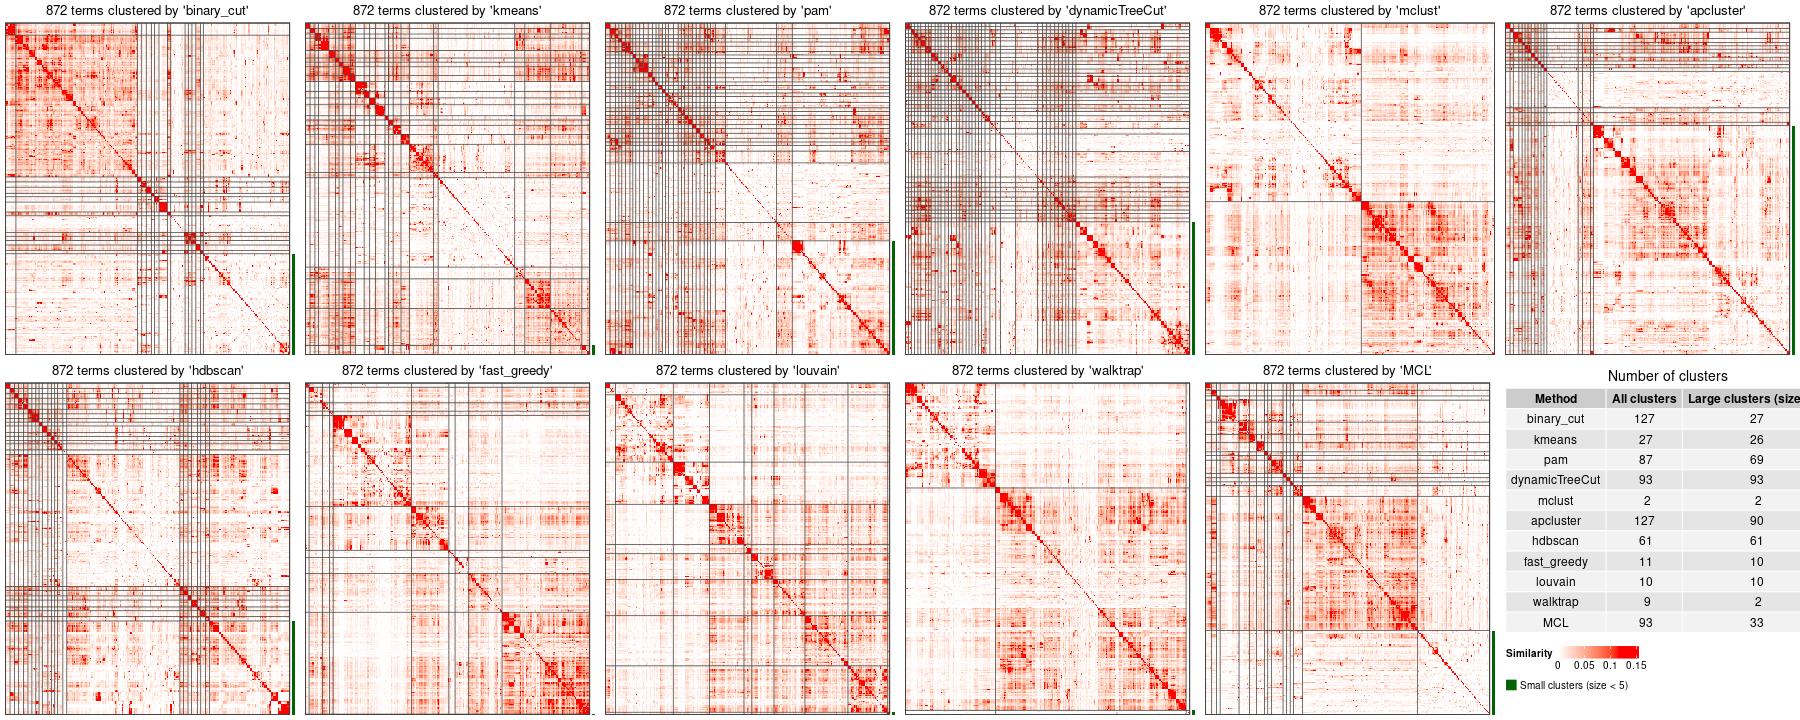 872 terms clustered by 'binary_cut'
872 terms clustered by 'kmeans'
872 terms clustered by 'pam'
872 terms clustered by 'dynamicTreeCut'
872 terms clustered by 'mclust'
872 terms clustered by 'apcluster'
872 terms clustered by 'hdbscan'
872 terms clustered by 'fast_greedy'
872 terms clustered by 'louvain'
872 terms clustered by 'walktrap'
872 terms clustered by 'MCL'
Number of clusters
Method All clusters Large clusters (size
binary_cut 127 27
kmeans 27 26
pam 87 69
dynamicTreeCut 93 93
mclust 2 2
apcluster 127 90
hdbscan 61 61
fast_greedy 11 10
louvain 10 10
walktrap 9 2
MCL 93 33
Similarity
0 0.05 0.1 0.15
Small clusters (size < 5)